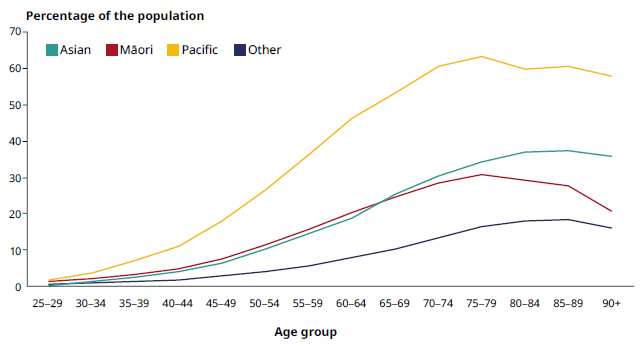 Percentage of the population
70
Asian Māori Pacific Other
60
50
40
30
20
10
0
25–29 30–34 35–39 40–44 45–49 50–54 55–59 60–64 65–69 70–74 75–79 80–84 85–89 90+
Age group